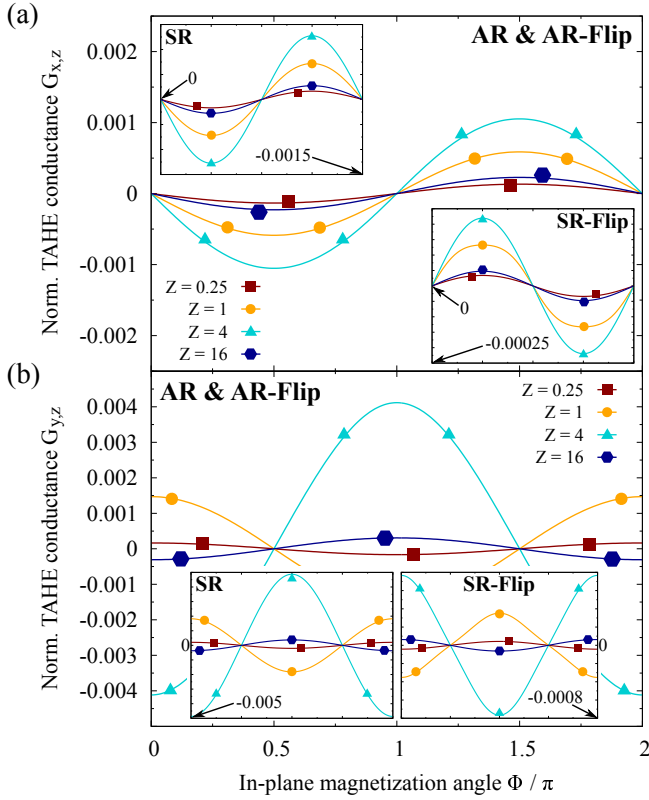 (a)
SR
AR & AR-Flip
0
-0.0015
SR-Flip
0
-0.00025
0.002
0.001
0
-0.001
-0.002
Norm. TAHE conductance G_{x,z}
Z = 0.25
Z = 1
Z = 4
Z = 16
(b)
AR & AR-Flip
Z = 0.25
Z = 1
Z = 4
Z = 16
0.004
0.003
0.002
0.001
0
-0.001
-0.002
-0.003
-0.004
Norm. TAHE conductance G_{y,z}
SR
0
-0.005
SR-Flip
0
-0.0008
0
0.5
1
1.5
2
In-plane magnetization angle Φ / π